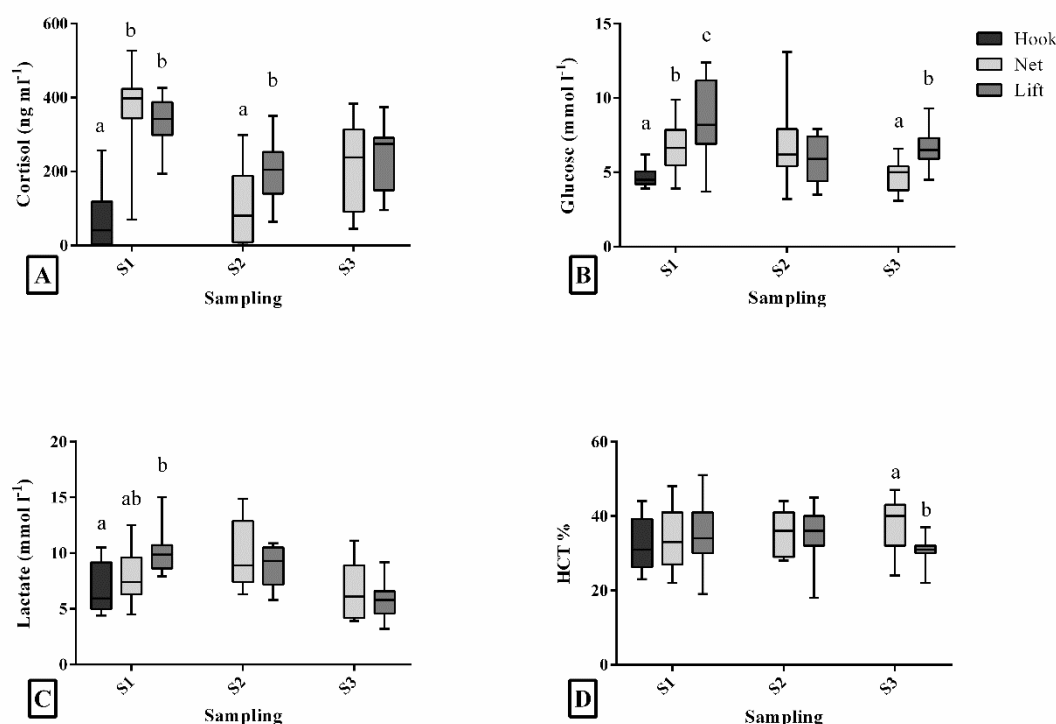 600
400
200
0
Cortisol (ng ml⁻¹)
a
b
b
a
b
S1
S2
S3
Sampling
A
15
10
5
0
Glucose (mmol l⁻¹)
a
b
c
a
b
S1
S2
S3
Sampling
B
Hook
Net
Lift
20
15
10
5
0
Lactate (mmol l⁻¹)
a
ab
b
S1
S2
S3
Sampling
C
60
40
20
0
HCT %
a
b
S1
S2
S3
Sampling
D